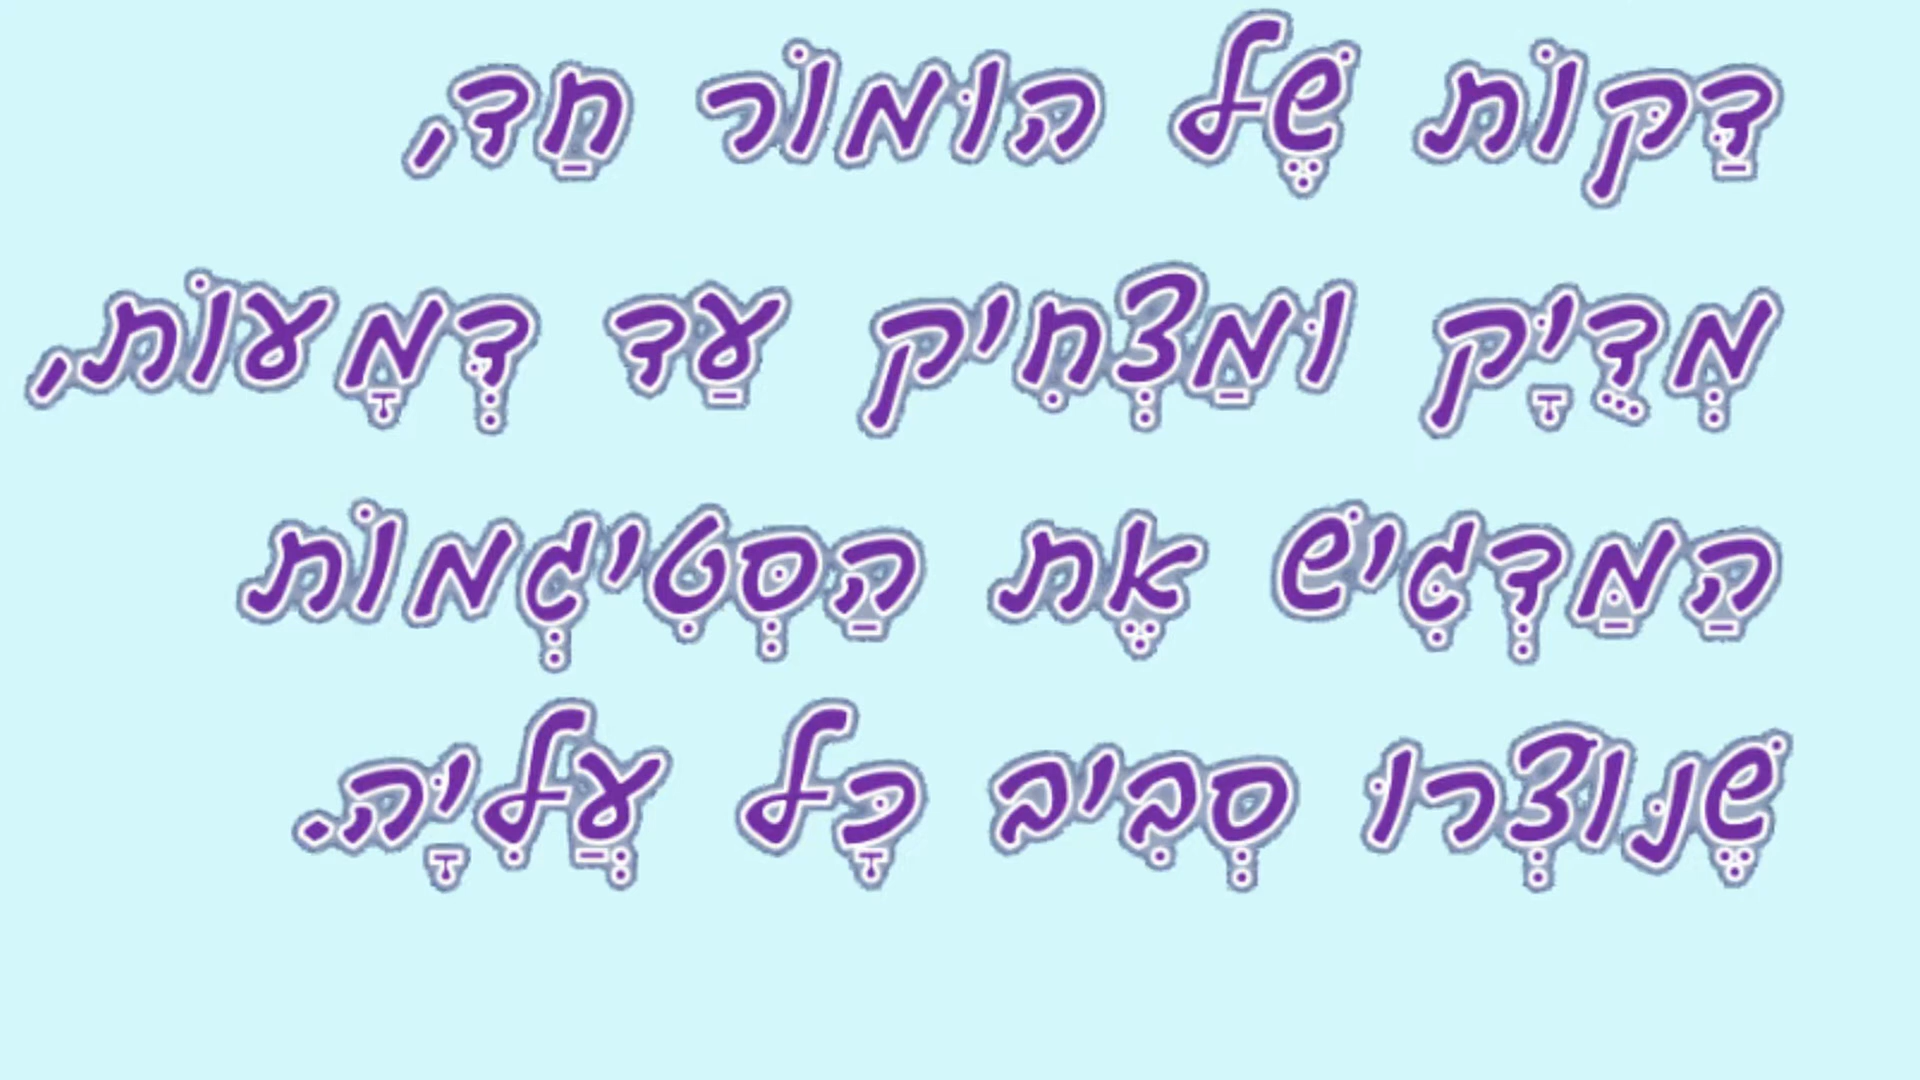 דַּקּוֹת שֶׁל הוּמוֹר חַד,
מְדֻיָּק וּמַצְחִיק עַד דְּמָעוֹת,
הַמַּדְגִּישׁ אֶת הַסְּטִיגְמוֹת
שֶׁנּוֹצְרוּ סְבִיב כָּל עֲלִיָּה.